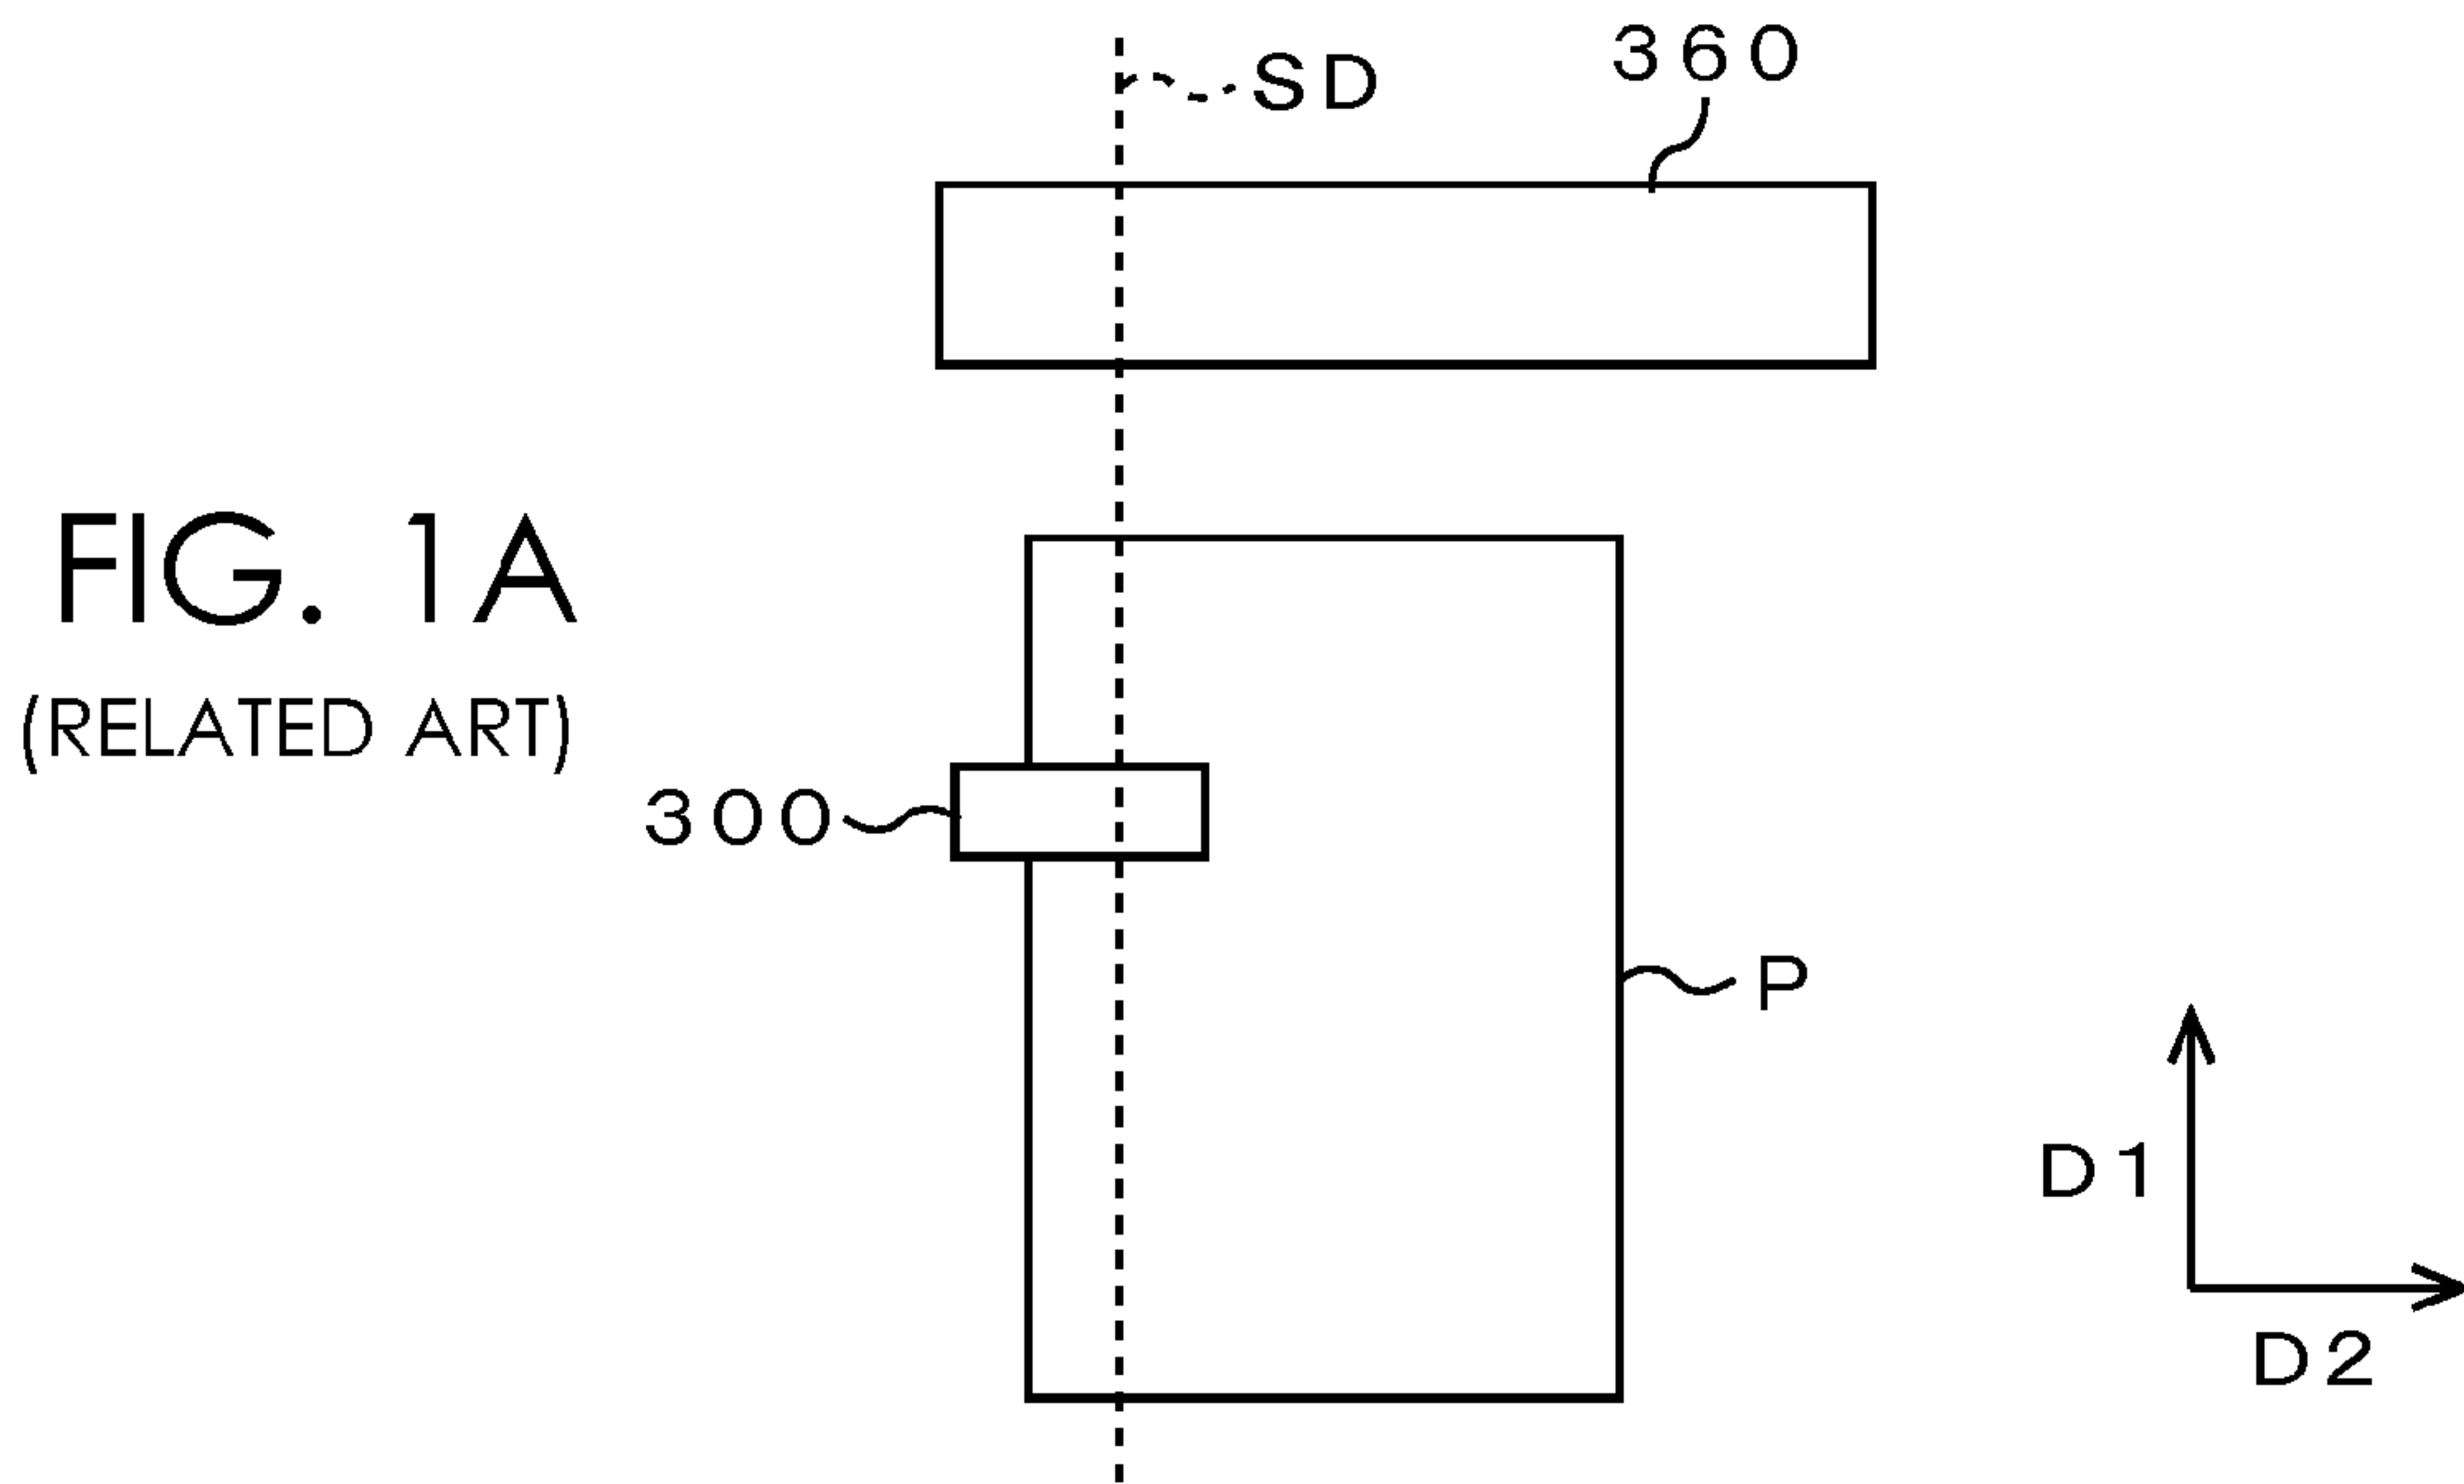 SD
360
FIG. 1A
(RELATED ART)
300
P
D1
D2